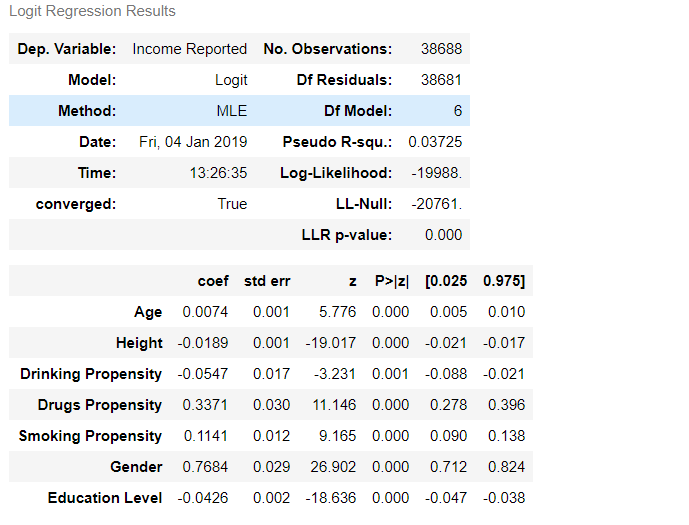 Logit Regression Results
Dep. Variable: Income Reported No. Observations: 38688
Model: Logit Df Residuals: 38681
Method: MLE Df Model: 6
Date: Fri, 04 Jan 2019 Pseudo R-squ.: 0.03725
Time: 13:26:35 Log-Likelihood: -19988.
converged: True LL-Null: -20761.
LLR p-value: 0.000
coef std err z P>|z| [0.025 0.975]
Age 0.0074 0.001 5.776 0.000 0.005 0.010
Height -0.0189 0.001 -19.017 0.000 -0.021 -0.017
Drinking Propensity -0.0547 0.017 -3.231 0.001 -0.088 -0.021
Drugs Propensity 0.3371 0.030 11.146 0.000 0.278 0.396
Smoking Propensity 0.1141 0.012 9.165 0.000 0.090 0.138
Gender 0.7684 0.029 26.902 0.000 0.712 0.824
Education Level -0.0426 0.002 -18.636 0.000 -0.047 -0.038